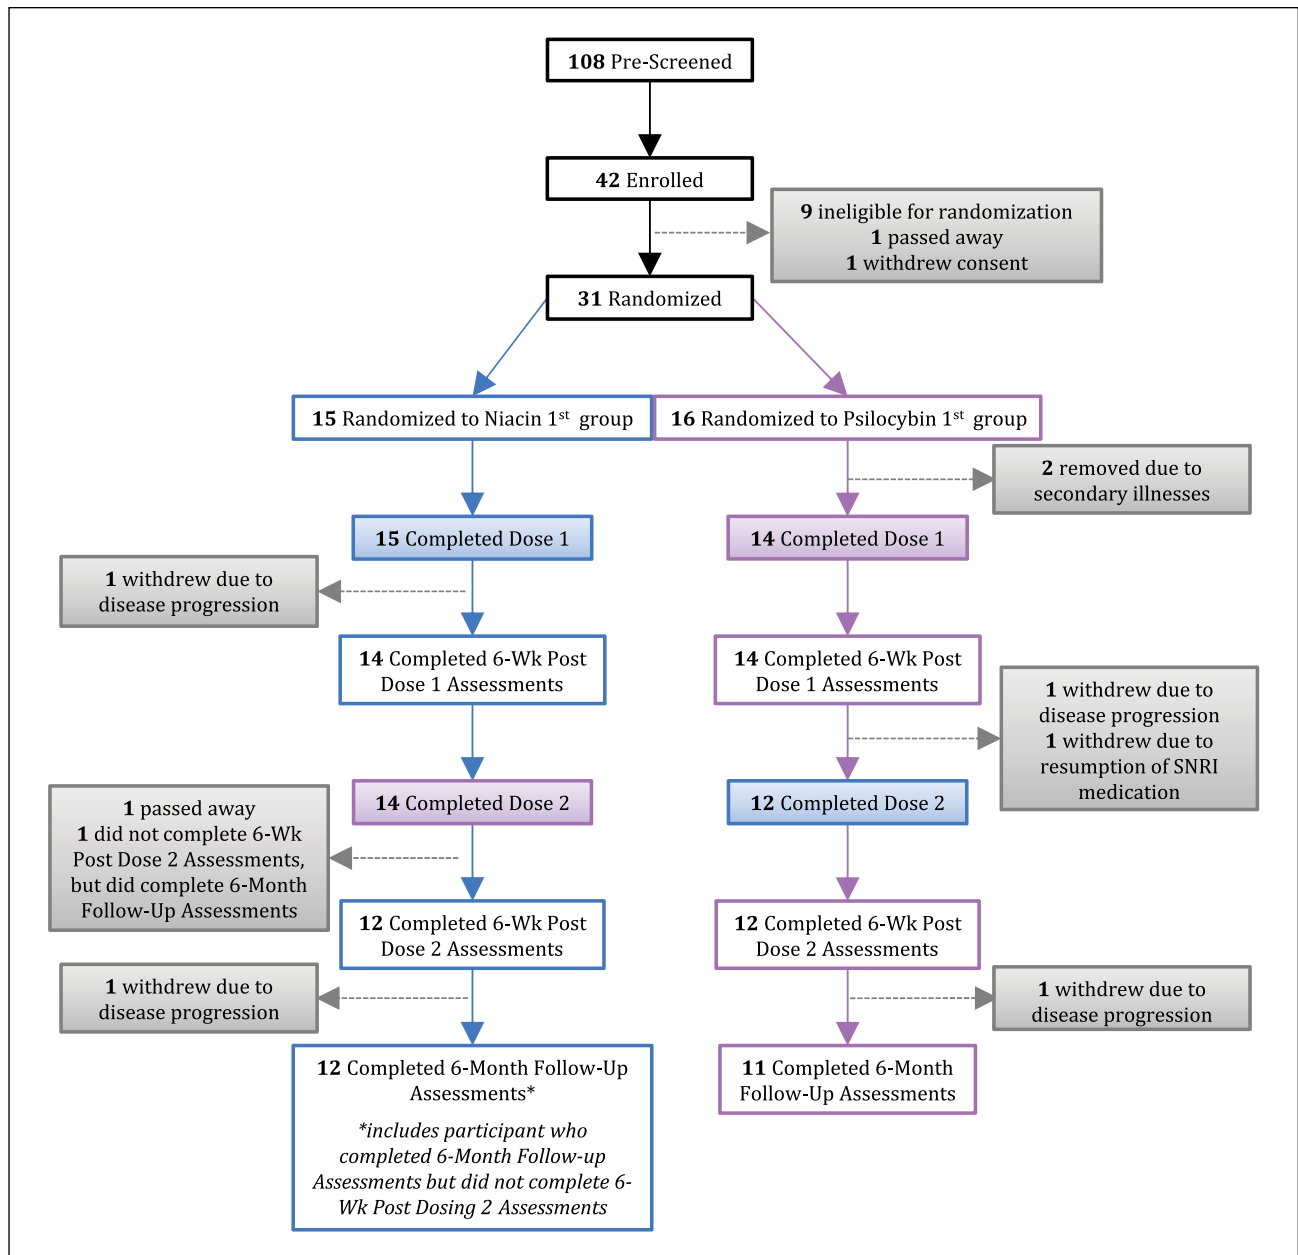 108 Pre-Screened
42 Enrolled
9 ineligible for randomization
1 passed away
1 withdrew consent
31 Randomized
15 Randomized to Niacin 1st group
16 Randomized to Psilocybin 1st group
2 removed due to
secondary illnesses
15 Completed Dose 1
14 Completed Dose 1
1 withdrew due to
disease progression
14 Completed 6-Wk Post
Dose 1 Assessments
14 Completed 6-Wk Post
Dose 1 Assessments
1 withdrew due to
disease progression
1 withdrew due to
resumption of SNRI
medication
14 Completed Dose 2
12 Completed Dose 2
1 passed away
1 did not complete 6-Wk
Post Dose 2 Assessments,
but did complete 6-Month
Follow-Up Assessments
12 Completed 6-Wk Post
Dose 2 Assessments
12 Completed 6-Wk Post
Dose 2 Assessments
1 withdrew due to
disease progression
1 withdrew due to
disease progression
12 Completed 6-Month Follow-Up
Assessments*
*includes participant who
completed 6-Month Follow-up
Assessments but did not complete 6-
Wk Post Dosing 2 Assessments
11 Completed 6-Month
Follow-Up Assessments